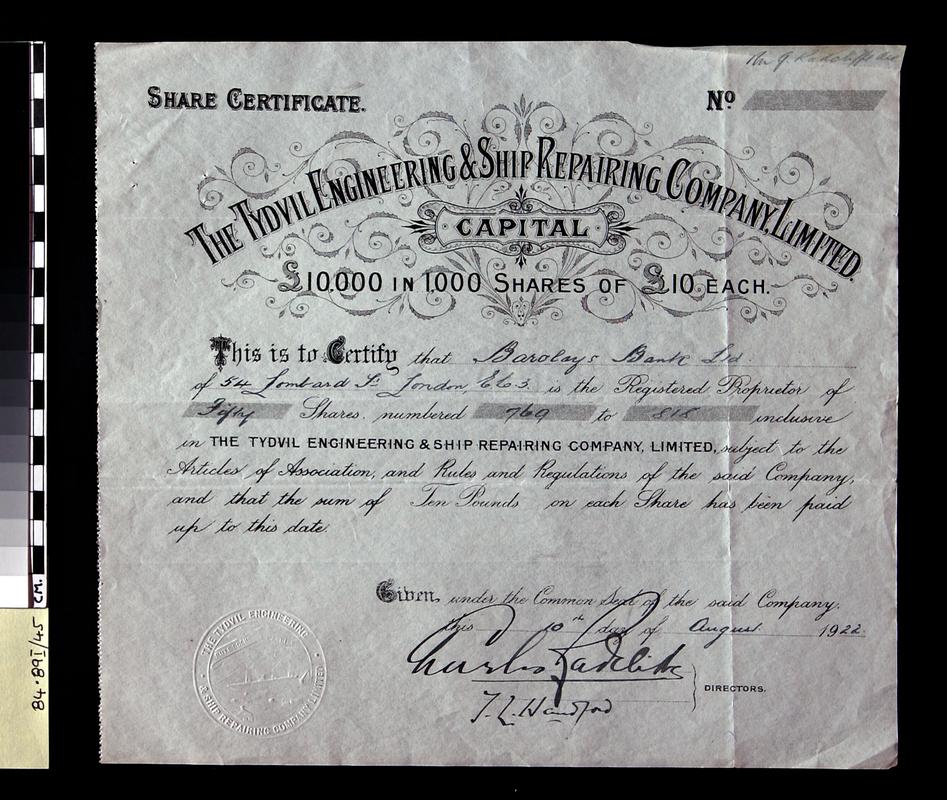 SHARE CERTIFICATE.
Nº
THE TYDVIL ENGINEERING & SHIP REPAIRING COMPANY, LIMITED.
CAPITAL
£10,000 IN 1,000 SHARES OF £10 EACH.
This is to Certify that Barclays Bank Ltd.
of 54 Lombard St London, E.C.3. is the Registered Proprietor of
Fifty Shares, numbered 769 to 818 inclusive
in THE TYDVIL ENGINEERING & SHIP REPAIRING COMPANY, LIMITED, subject to the
Articles of Association, and Rules and Regulations of the said Company,
and that the sum of Ten Pounds on each Share has been paid
up to this date.
Given, under the Common Seal of the said Company,
this 10th day of August 1922.
Charles Radcliffe
DIRECTORS.
THE TYDVIL ENGINEERING
& SHIP REPAIRING COMPANY LIMITED
CM.
84.89I/45